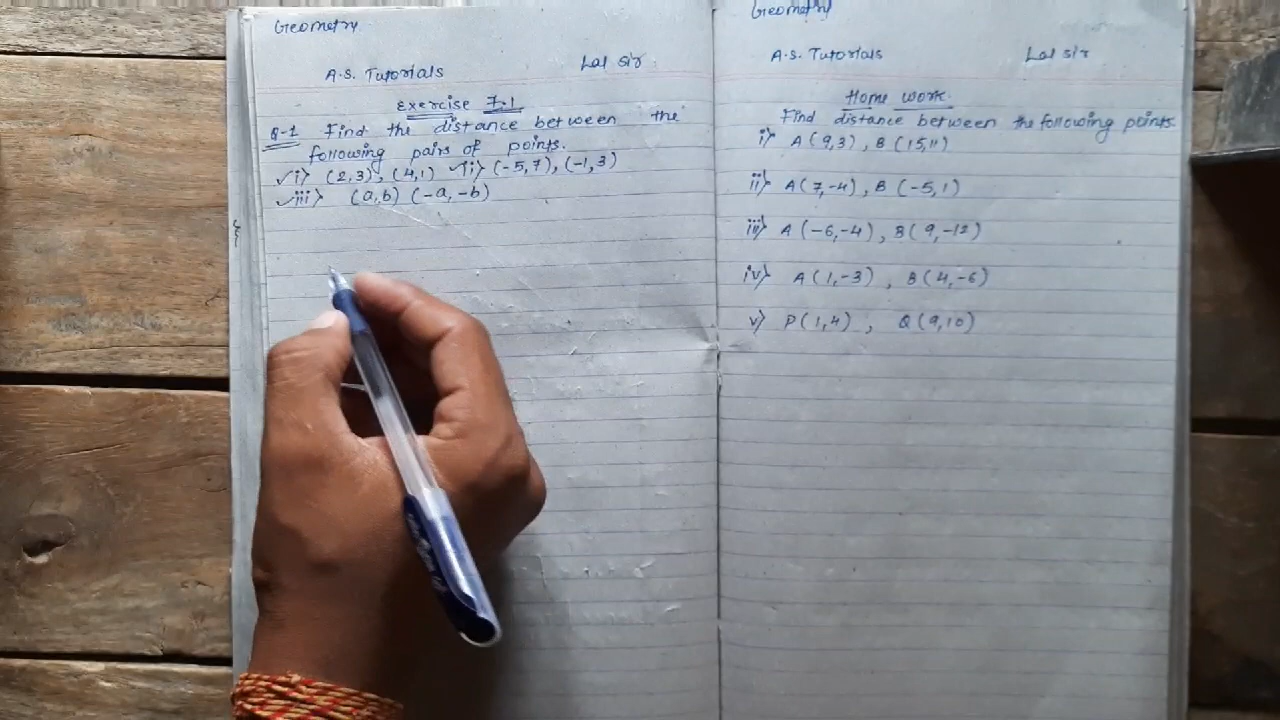 Geometry
A.S. Tutorials Lal sir
Exercise 7.1
Q-1 Find the distance between the
following pairs of points.
✓i> (2,3), (4,1) ✓ii> (-5,7), (-1,3)
✓iii> (a,b) (-a,-b)
Geometry
A.S. Tutorials Lal sir
Home work.
Find distance between the following points.
i> A(9,3), B(15,11)
ii> A(7,-4), B(-5,1)
iii> A(-6,-4), B(9,-12)
iv> A(1,-3), B(4,-6)
v> P(1,4), Q(9,10)